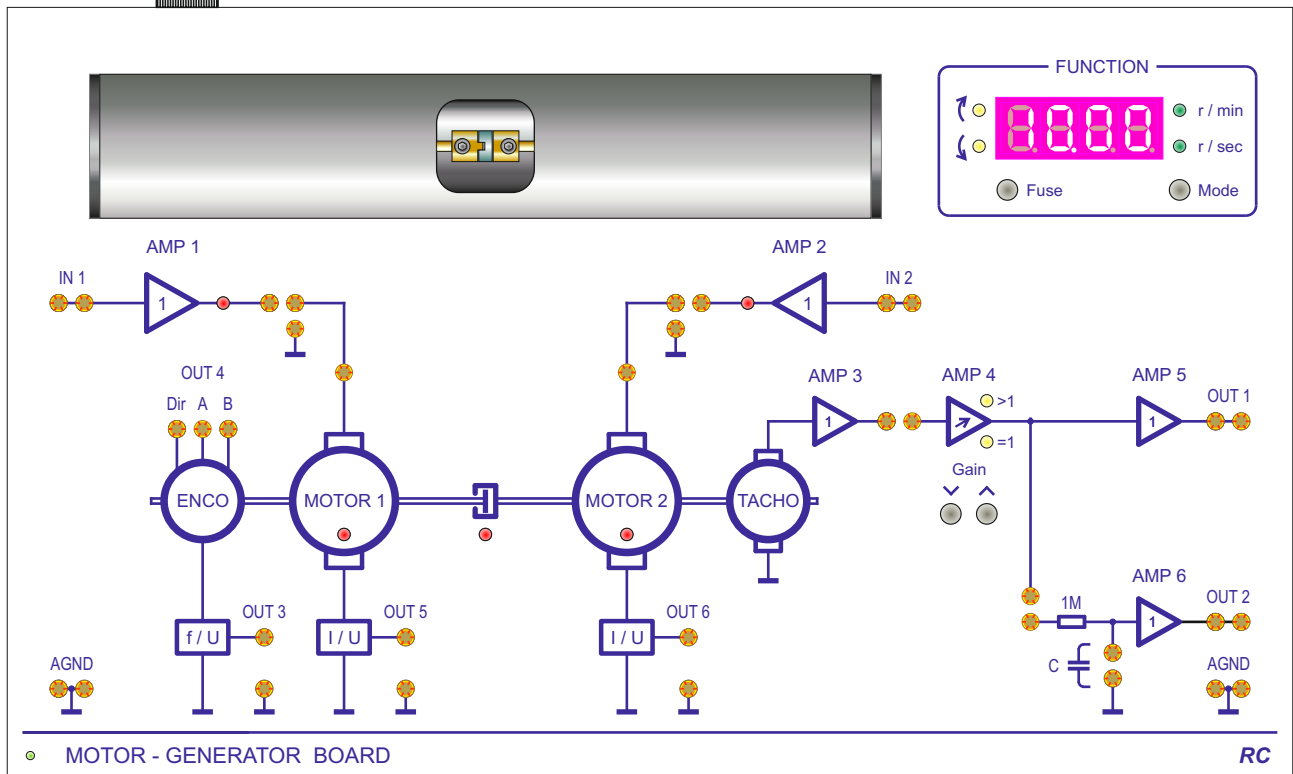 FUNCTION
r / min
r / sec
Fuse
Mode
AMP 1
AMP 2
IN 1
IN 2
1
1
OUT 4
Dir A B
AMP 3
AMP 4
AMP 5
>1
=1
OUT 1
1
1
Gain
ENCO
MOTOR 1
MOTOR 2
TACHO
AMP 6
OUT 3
OUT 5
OUT 6
1M
OUT 2
f / U
I / U
I / U
1
C
AGND
AGND
MOTOR - GENERATOR BOARD
RC